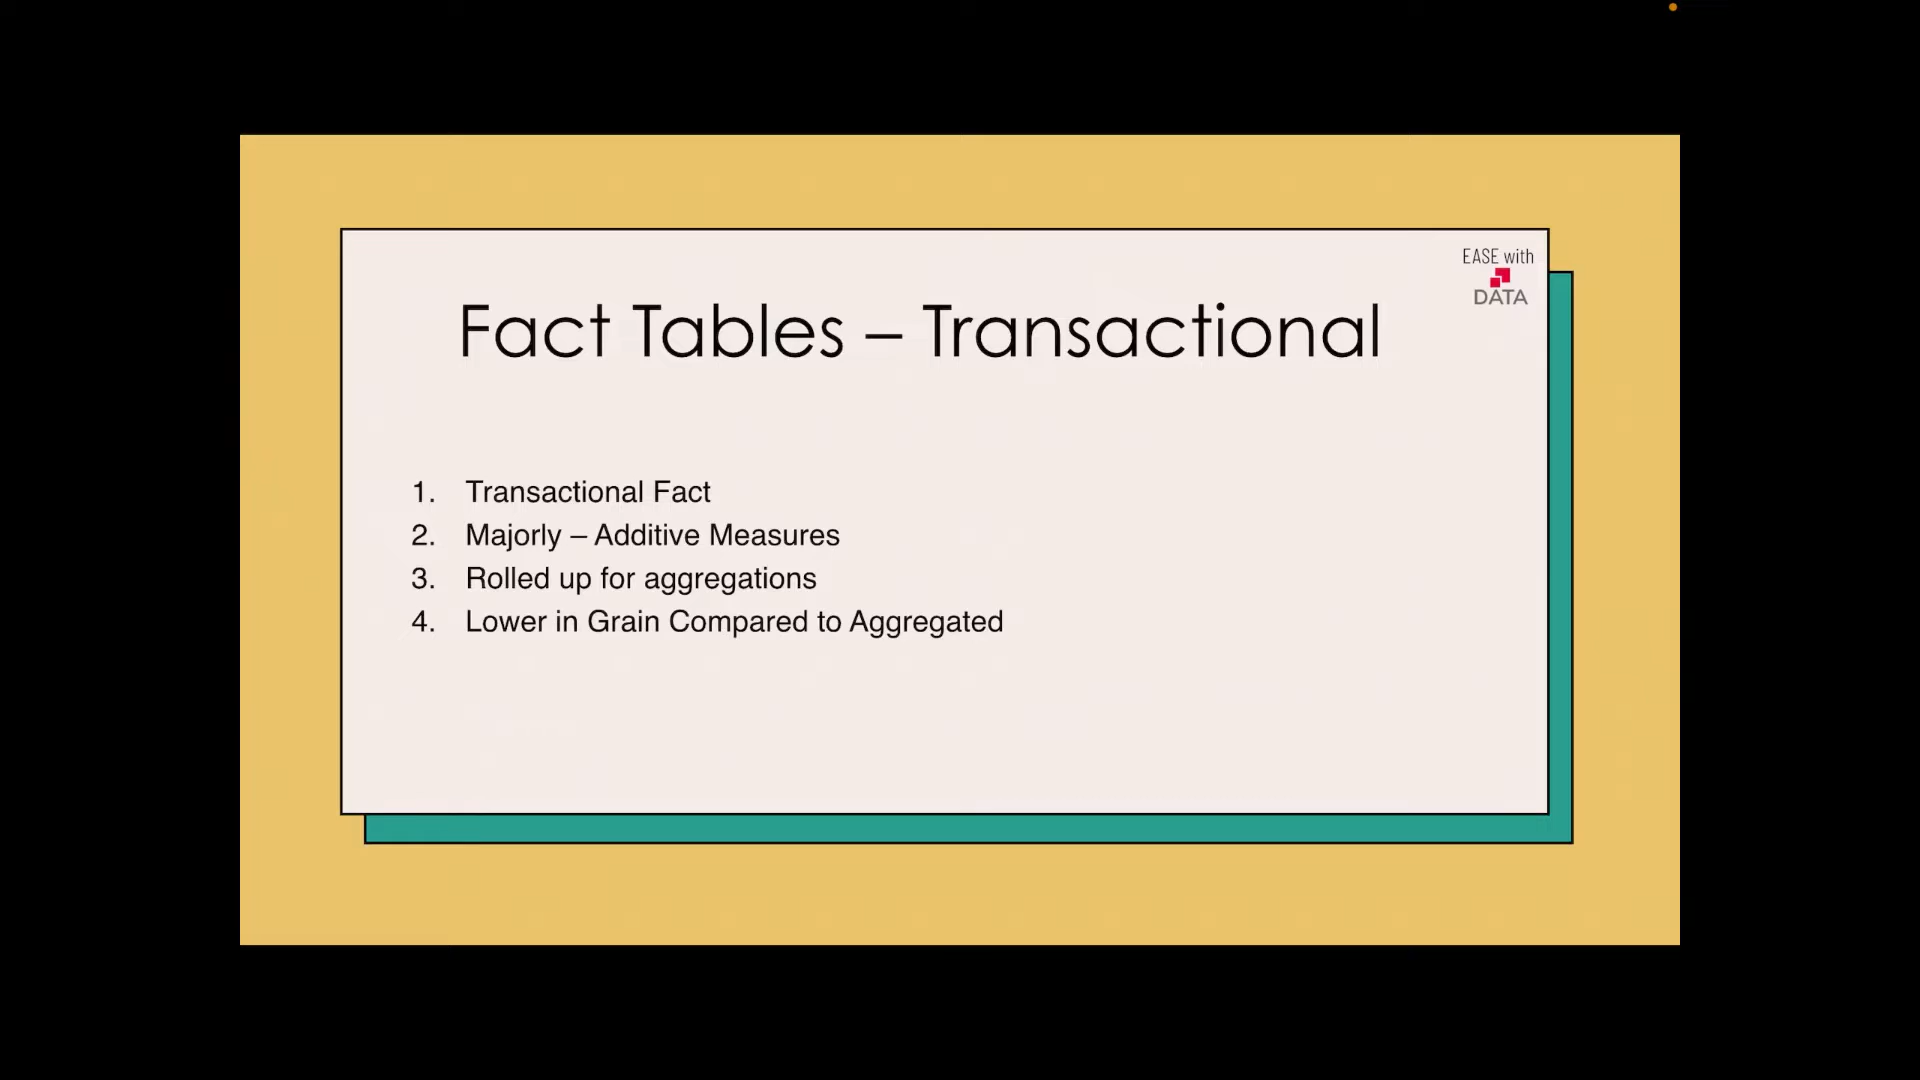 EASE with
DATA
Fact Tables – Transactional
1. Transactional Fact
2. Majorly – Additive Measures
3. Rolled up for aggregations
4. Lower in Grain Compared to Aggregated